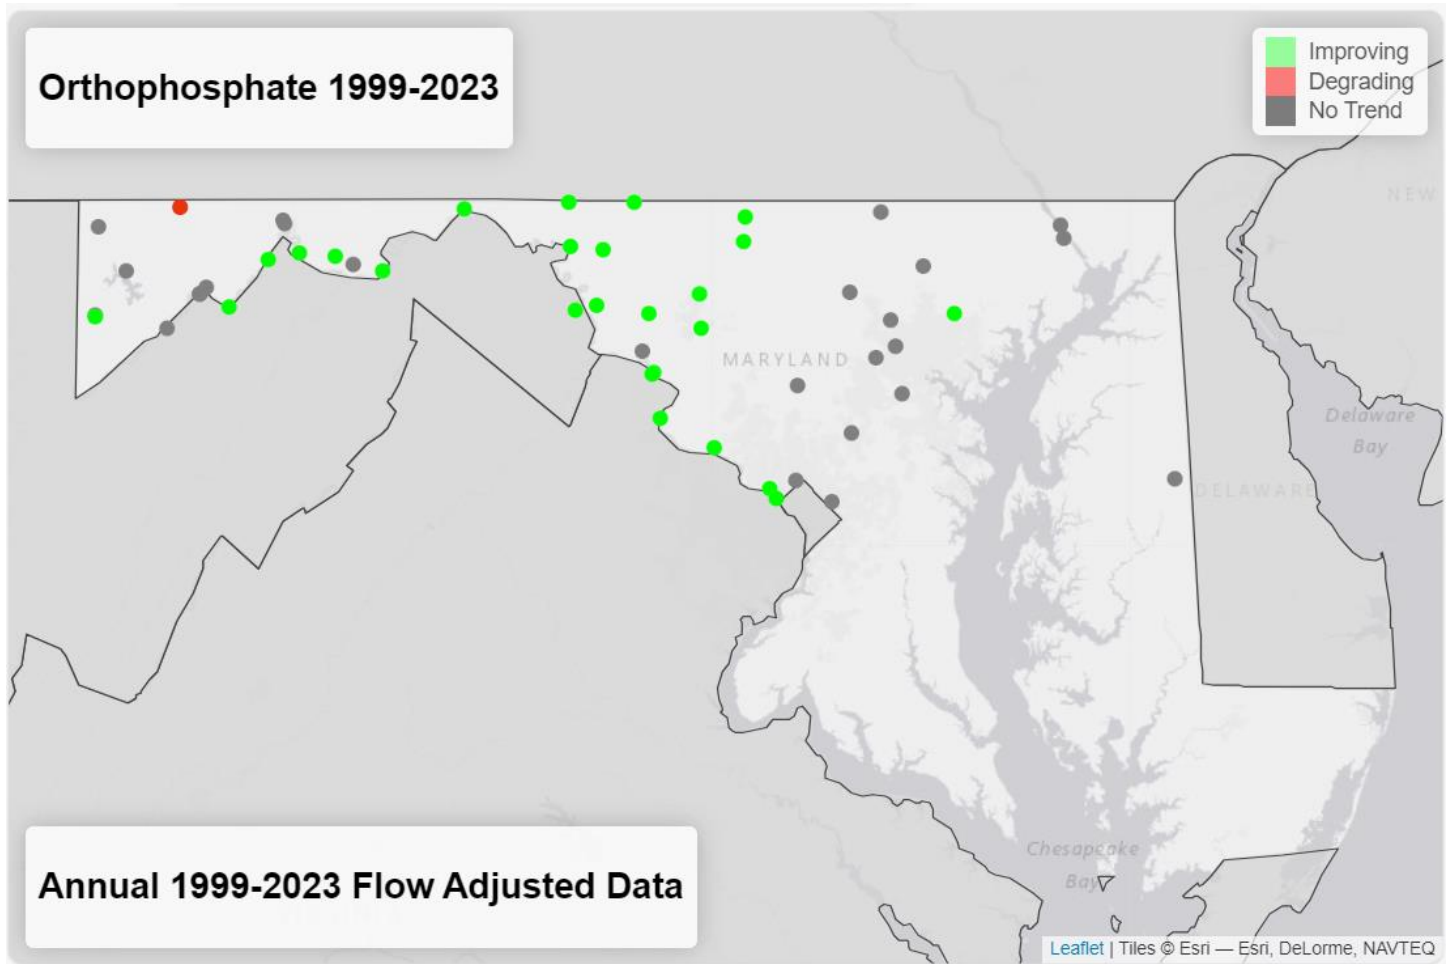 Orthophosphate 1999-2023
Improving
Degrading
No Trend
NEW
MARYLAND
Delaware
Bay
DELAWARE
Chesapeake
Bay
Annual 1999-2023 Flow Adjusted Data
Leaflet | Tiles © Esri — Esri, DeLorme, NAVTEQ